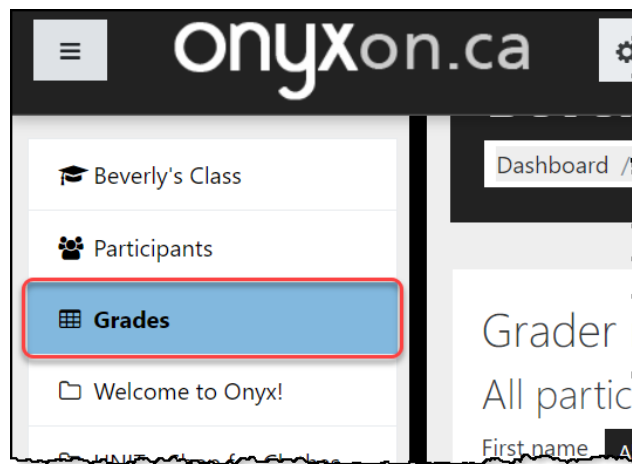 onyxon.ca
Beverly's Class
Participants
Grades
Welcome to Onyx!
Dashboard /
Grader
All partic
First name A